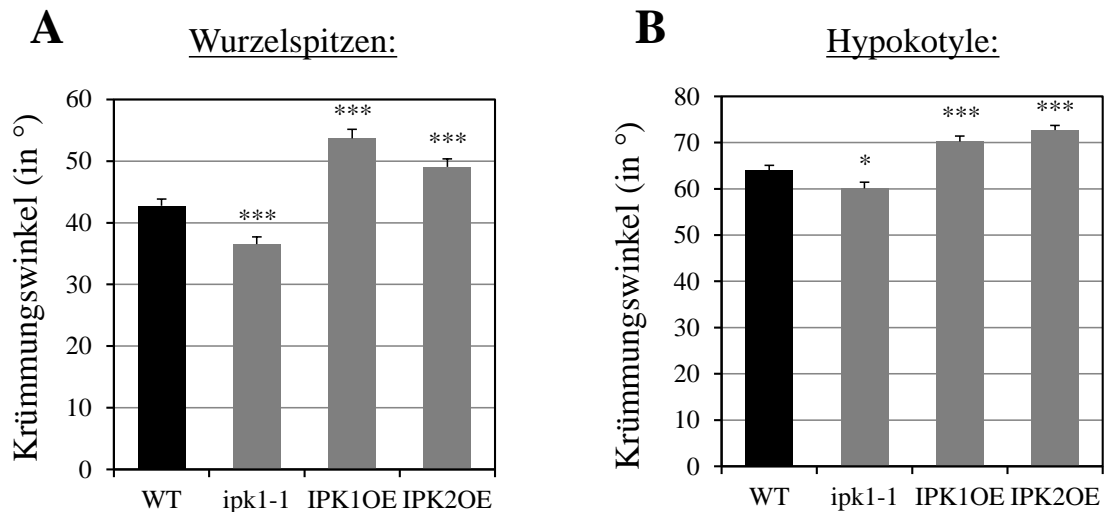 A
Wurzelspitzen:
Krümmungswinkel (in °)
60
50
40
30
20
10
0
***
***
***
WT
ipk1-1
IPK1OE
IPK2OE
B
Hypokotyle:
Krümmungswinkel (in °)
80
70
60
50
40
30
20
10
0
*
***
***
WT
ipk1-1
IPK1OE
IPK2OE